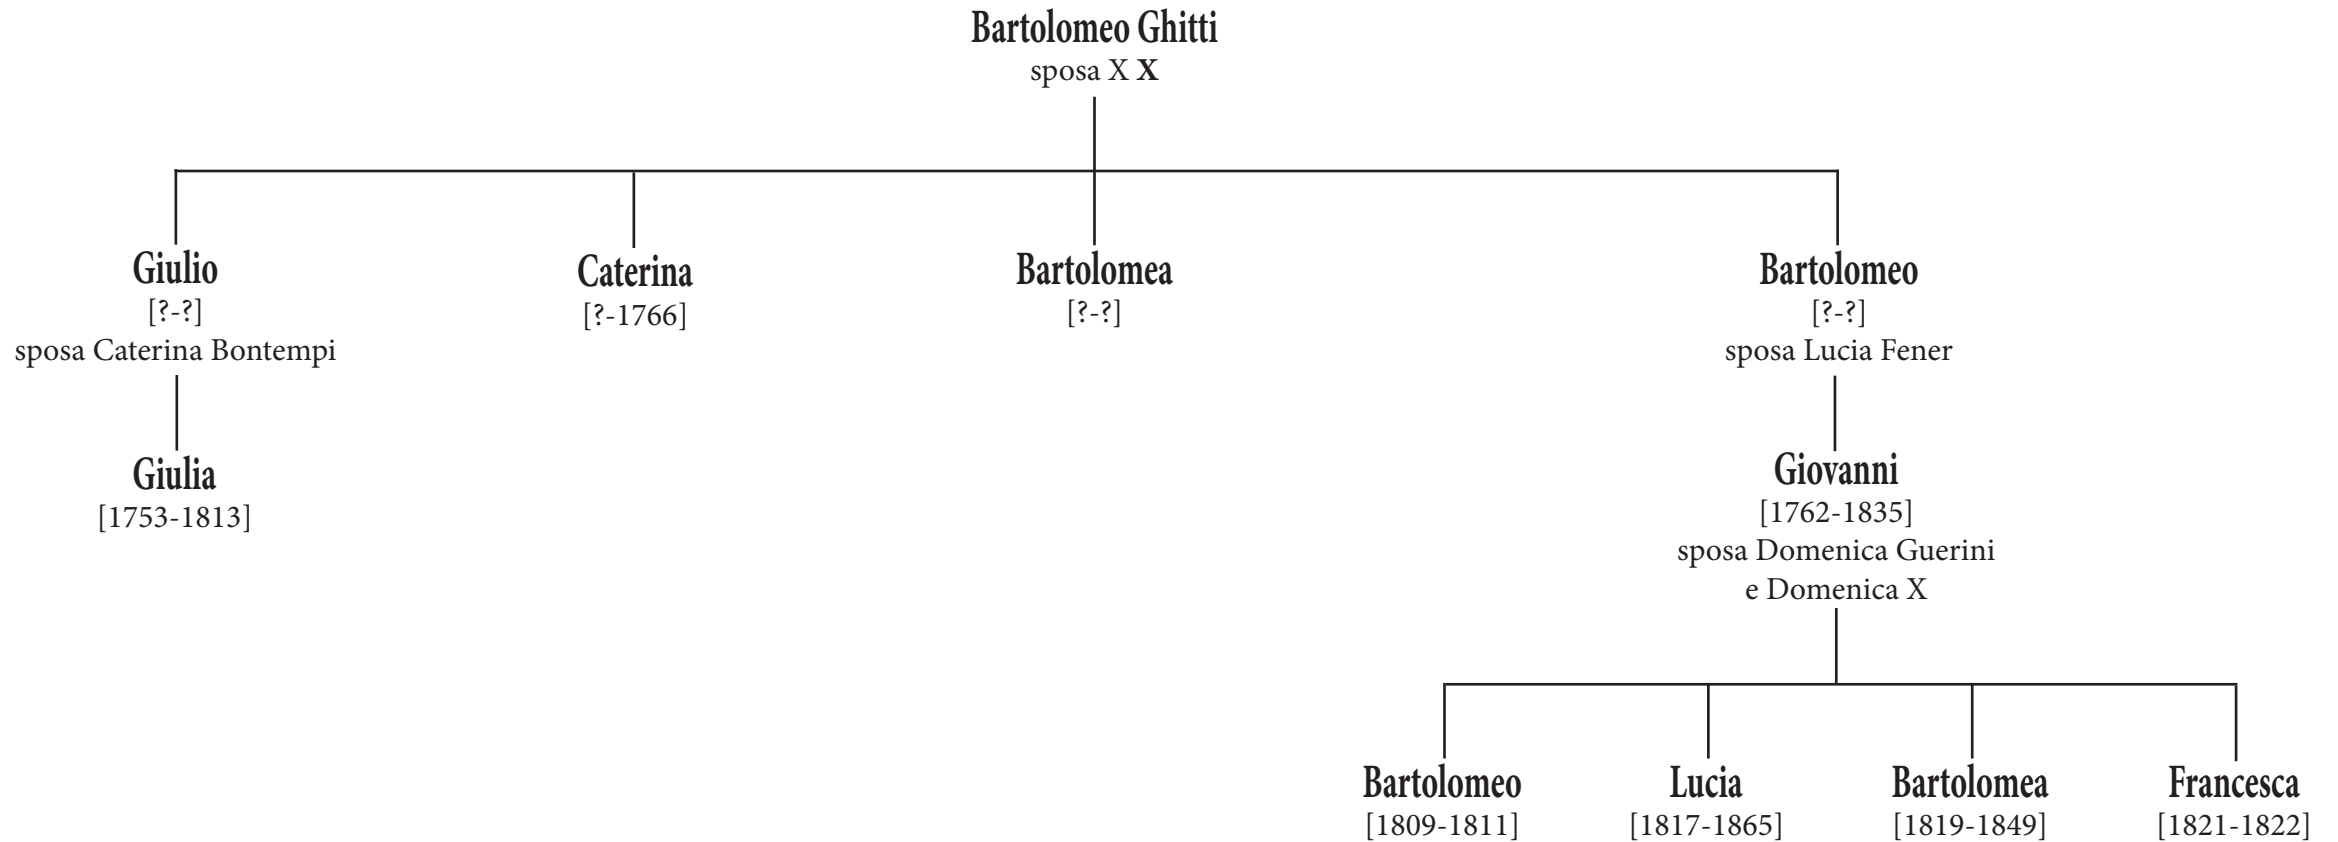 Bartolomeo Ghitti
sposa X X
Giulio
[?-?]
sposa Caterina Bontempi
Caterina
[?-1766]
Bartolomea
[?-?]
Bartolomeo
[?-?]
sposa Lucia Fener
Giulia
[1753-1813]
Giovanni
[1762-1835]
sposa Domenica Guerini
e Domenica X
Bartolomeo
[1809-1811]
Lucia
[1817-1865]
Bartolomea
[1819-1849]
Francesca
[1821-1822]